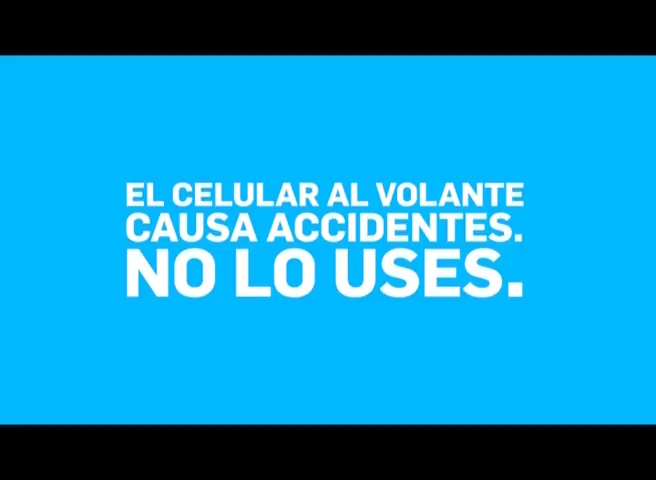 EL CELULAR AL VOLANTE
CAUSA ACCIDENTES.
NO LO USES.